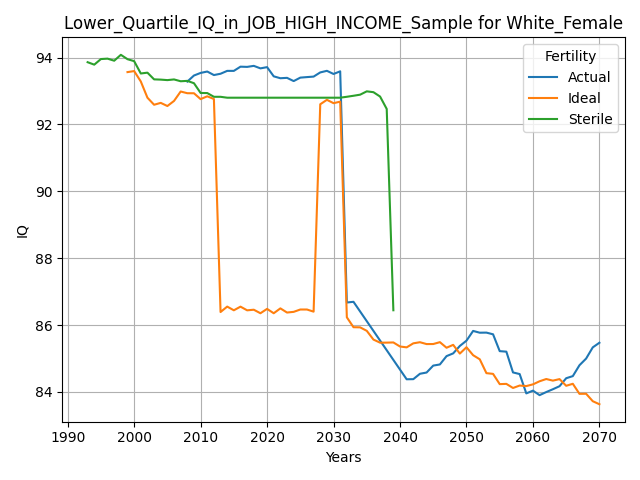 Lower_Quartile_IQ_in_JOB_HIGH_INCOME_Sample for White_Female
Fertility
Actual
Ideal
Sterile
IQ
94
92
90
88
86
84
1990 2000 2010 2020 2030 2040 2050 2060 2070
Years